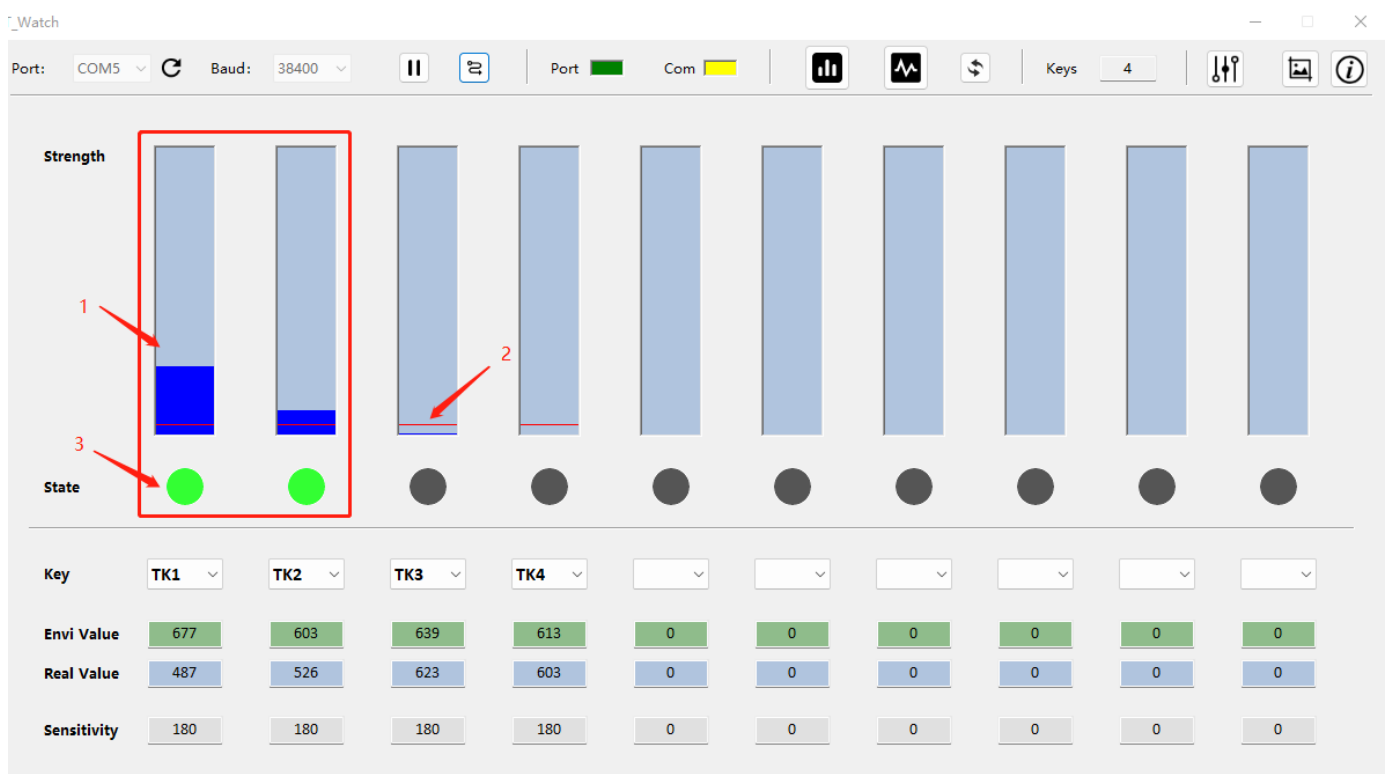 _Watch
Port: COM5 Baud: 38400 Port Com Keys 4
Strength
1
2
3
State
Key TK1 TK2 TK3 TK4
Envi Value 677 603 639 613 0 0 0 0 0 0
Real Value 487 526 623 603 0 0 0 0 0 0
Sensitivity 180 180 180 180 0 0 0 0 0 0